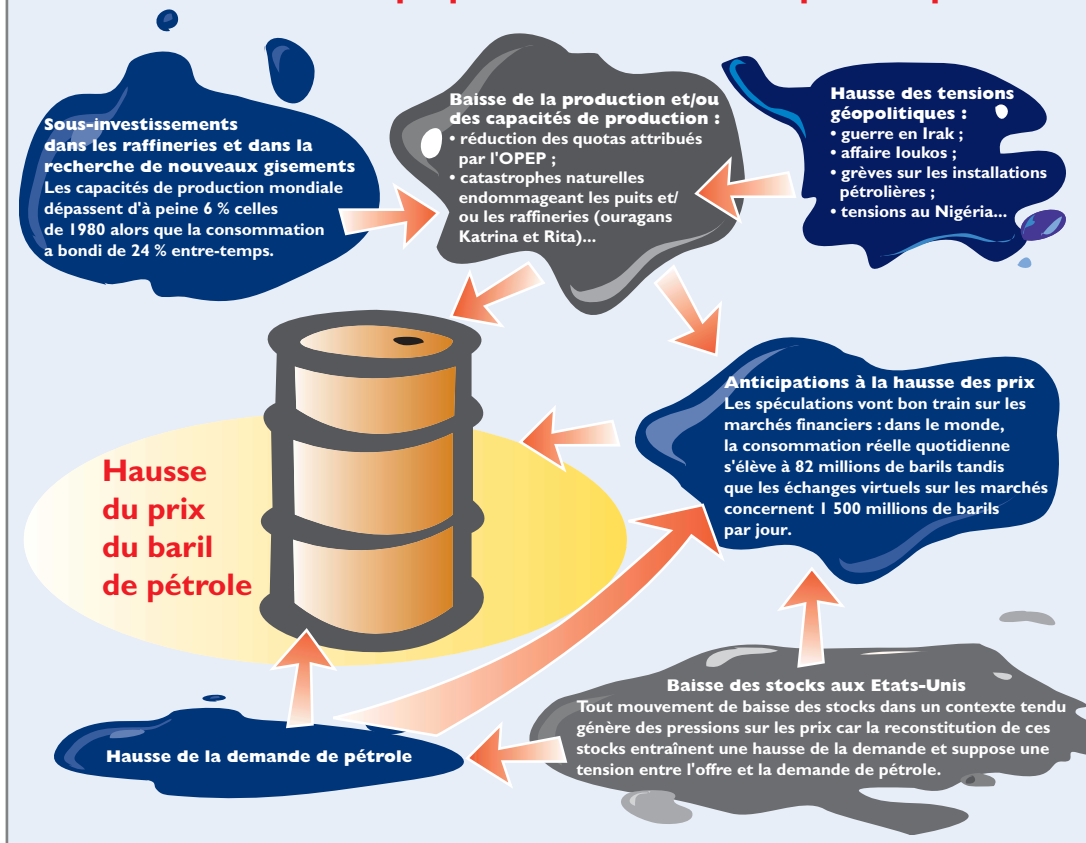 Sous-investissements
dans les raffineries et dans la
recherche de nouveaux gisements
Les capacités de production mondiale
dépassent d'à peine 6 % celles
de 1980 alors que la consommation
a bondi de 24 % entre-temps.
Baisse de la production et/ou
des capacités de production :
• réduction des quotas attribués
par l'OPEP ;
• catastrophes naturelles
endommageant les puits et/
ou les raffineries (ouragans
Katrina et Rita)...
Hausse des tensions
géopolitiques :
• guerre en Irak ;
• affaire Ioukos ;
• grèves sur les installations
pétrolières ;
• tensions au Nigéria...
Anticipations à la hausse des prix
Les spéculations vont bon train sur les
marchés financiers : dans le monde,
la consommation réelle quotidienne
s'élève à 82 millions de barils tandis
que les échanges virtuels sur les marchés
concernent 1 500 millions de barils
par jour.
Hausse
du prix
du baril
de pétrole
Baisse des stocks aux Etats-Unis
Tout mouvement de baisse des stocks dans un contexte tendu
génère des pressions sur les prix car la reconstitution de ces
stocks entraînent une hausse de la demande et suppose une
tension entre l'offre et la demande de pétrole.
Hausse de la demande de pétrole